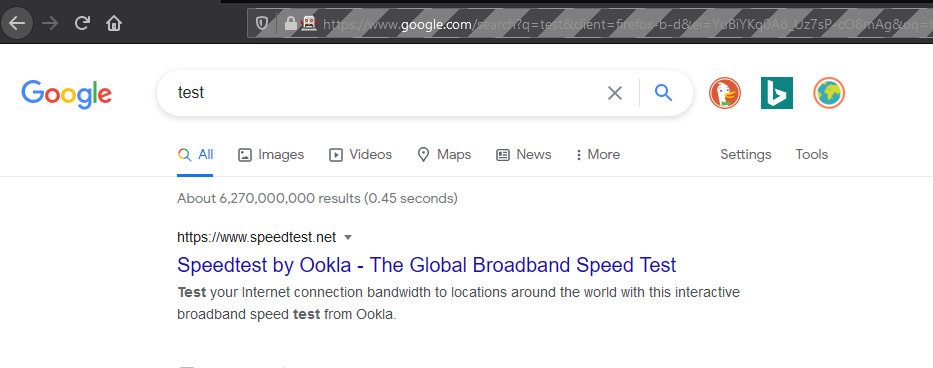 https://www.google.com/search?q=test&client=firefox-b-d&ei=
Google
test
All Images Videos Maps News More Settings Tools
About 6,270,000,000 results (0.45 seconds)
https://www.speedtest.net
Speedtest by Ookla - The Global Broadband Speed Test
Test your Internet connection bandwidth to locations around the world with this interactive
broadband speed test from Ookla.